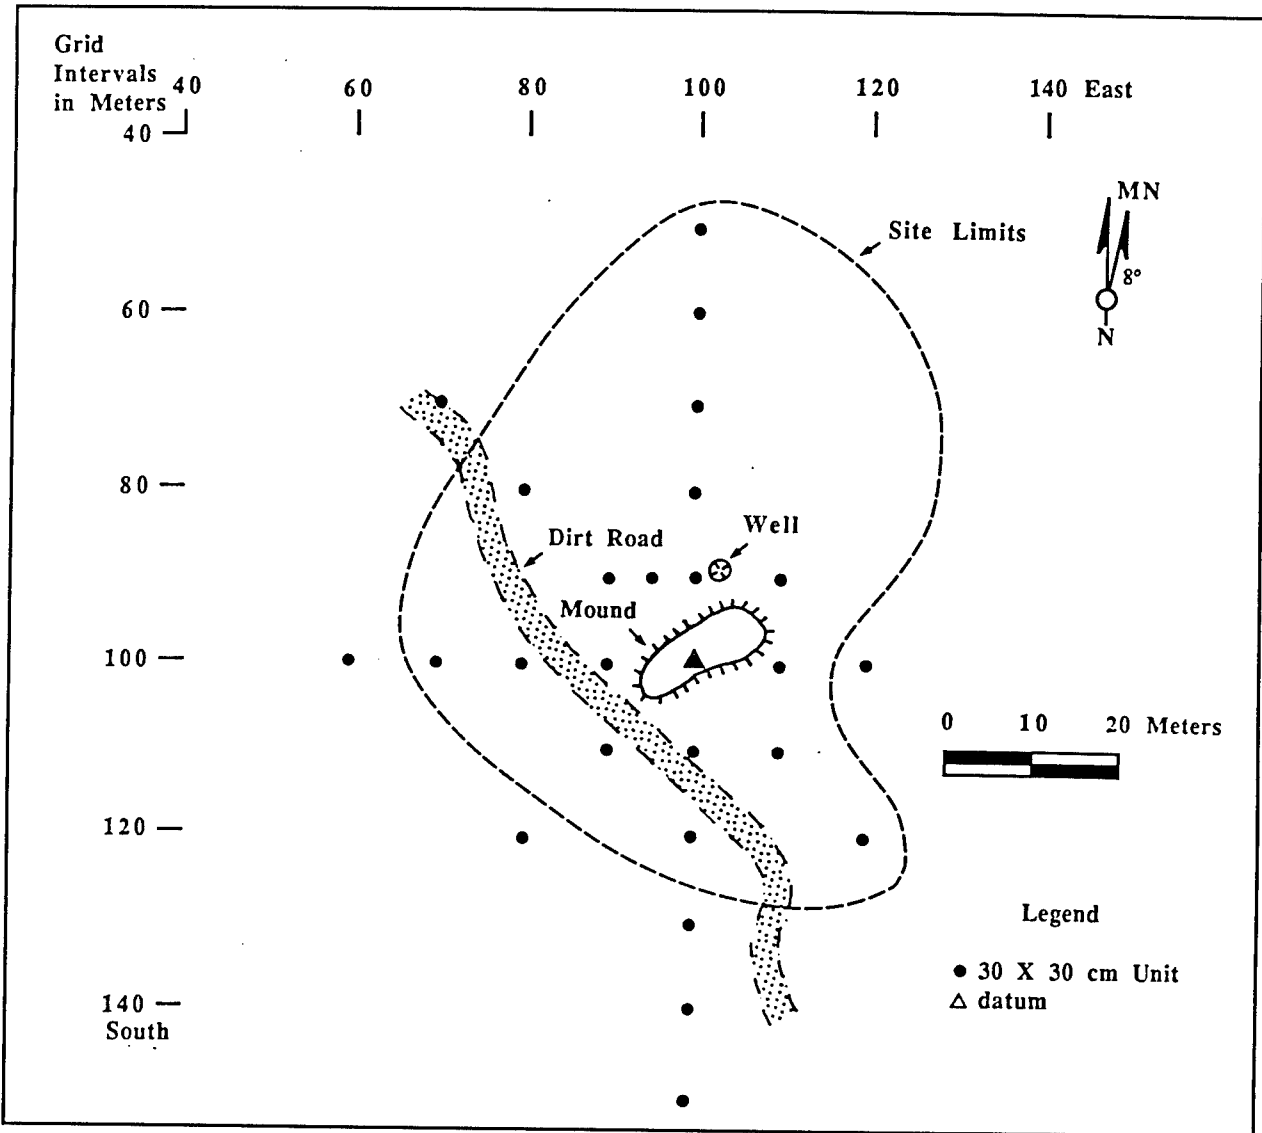 Grid
Intervals
in Meters
40 60 80 100 120 140 East
40
MN
Site Limits
8°
60
N
80
Well
Dirt Road
Mound
100
0 10 20 Meters
120
Legend
30 X 30 cm Unit
140
datum
South